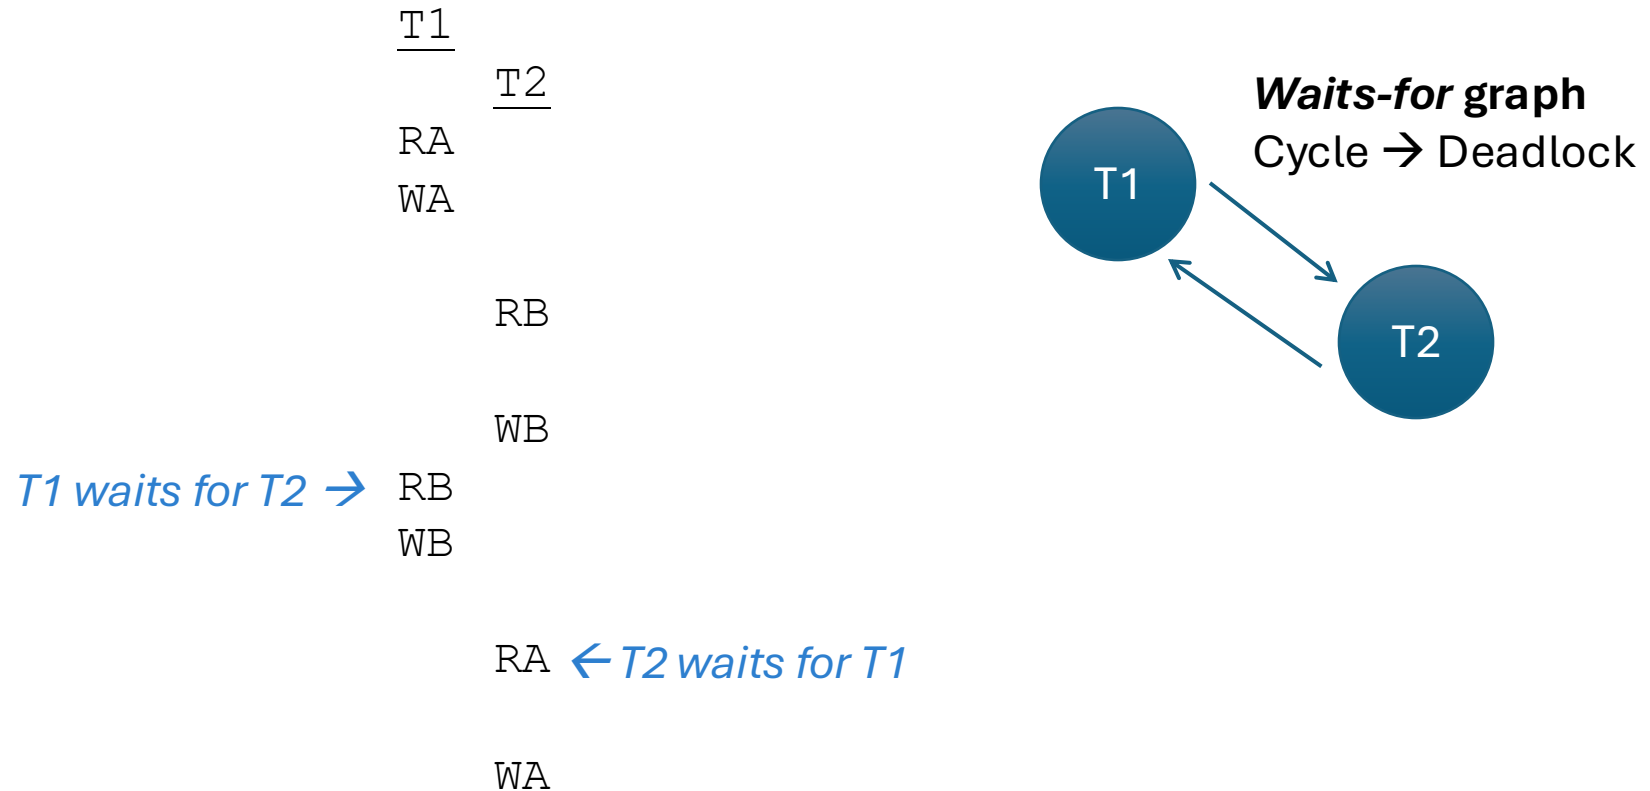 T1
T2
RA
WA
RB
WB
T1 waits for T2 → RB
WB
RA ← T2 waits for T1
WA
Waits-for graph
Cycle → Deadlock
T1
T2